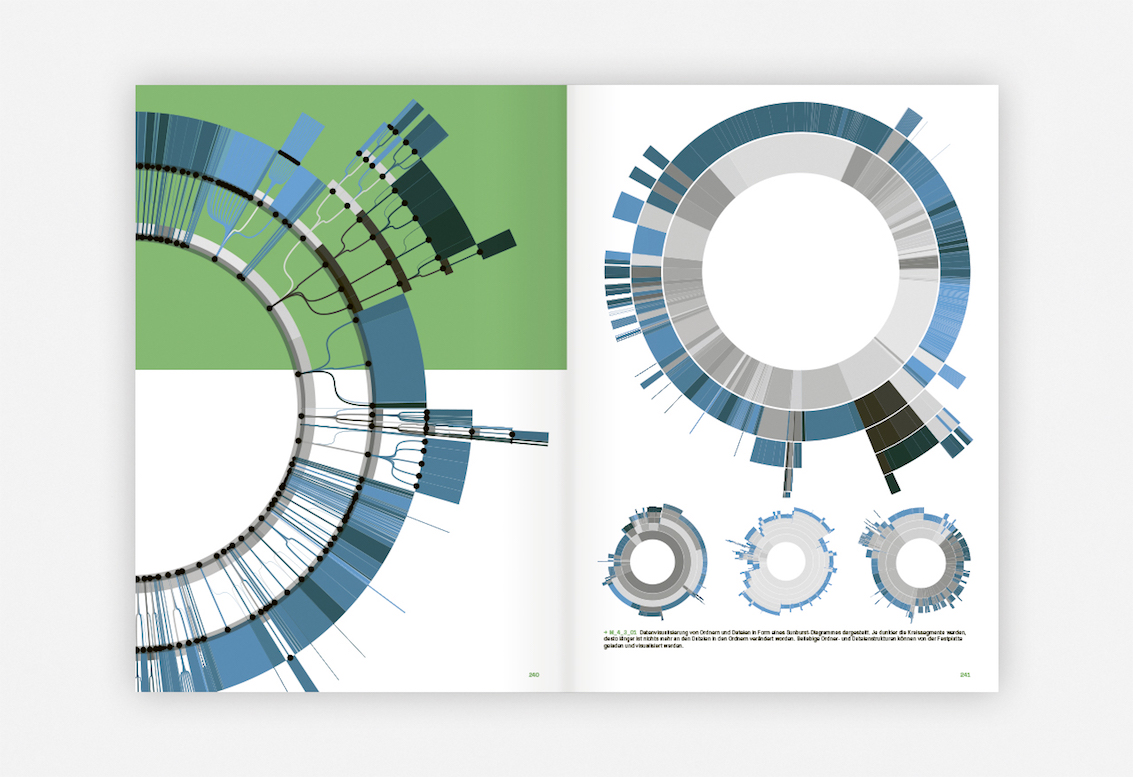 → M_4_3_01 Datenvisualisierung von Ordnern und Dateien in Form eines Sunburst-Diagrammes dargestellt. Je dunkler die Kreissegmente werden,
desto länger ist nichts mehr an den Dateien in den Ordnern verändert worden. Beliebige Ordner- und Dateienstrukturen können von der Festplatte
geladen und visualisiert werden.
240
241